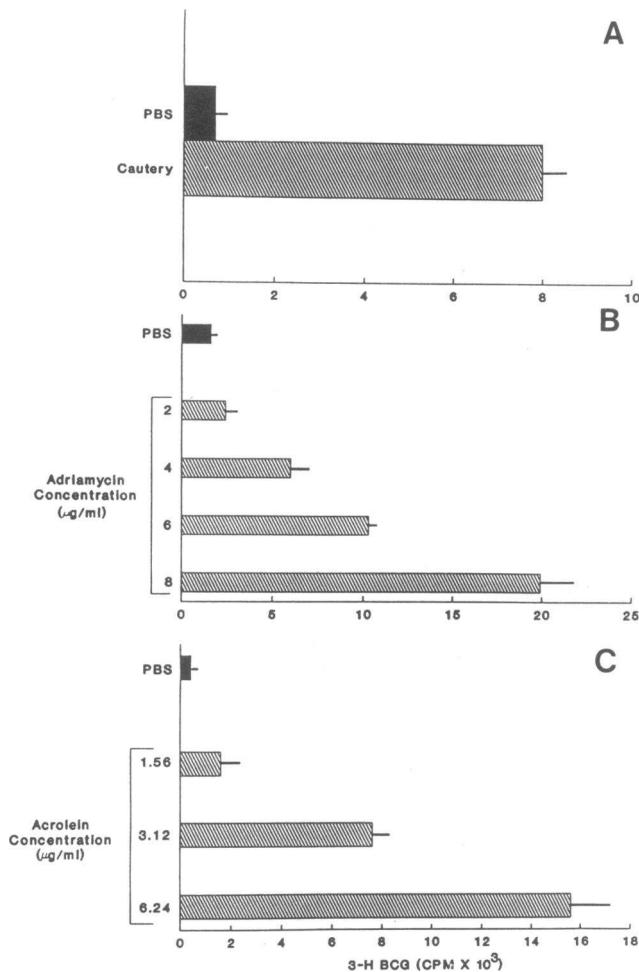 A
PBS
Cautery
0 2 4 6 8 10
B
PBS
2
4
Adriamycin
Concentration
(μg/ml)
6
8
0 5 10 15 20 25
C
PBS
1.56
Acrolein
Concentration
(μg/ml)
3.12
6.24
0 2 4 6 8 10 12 14 16 18
3-H BCG (CPM X 10³)